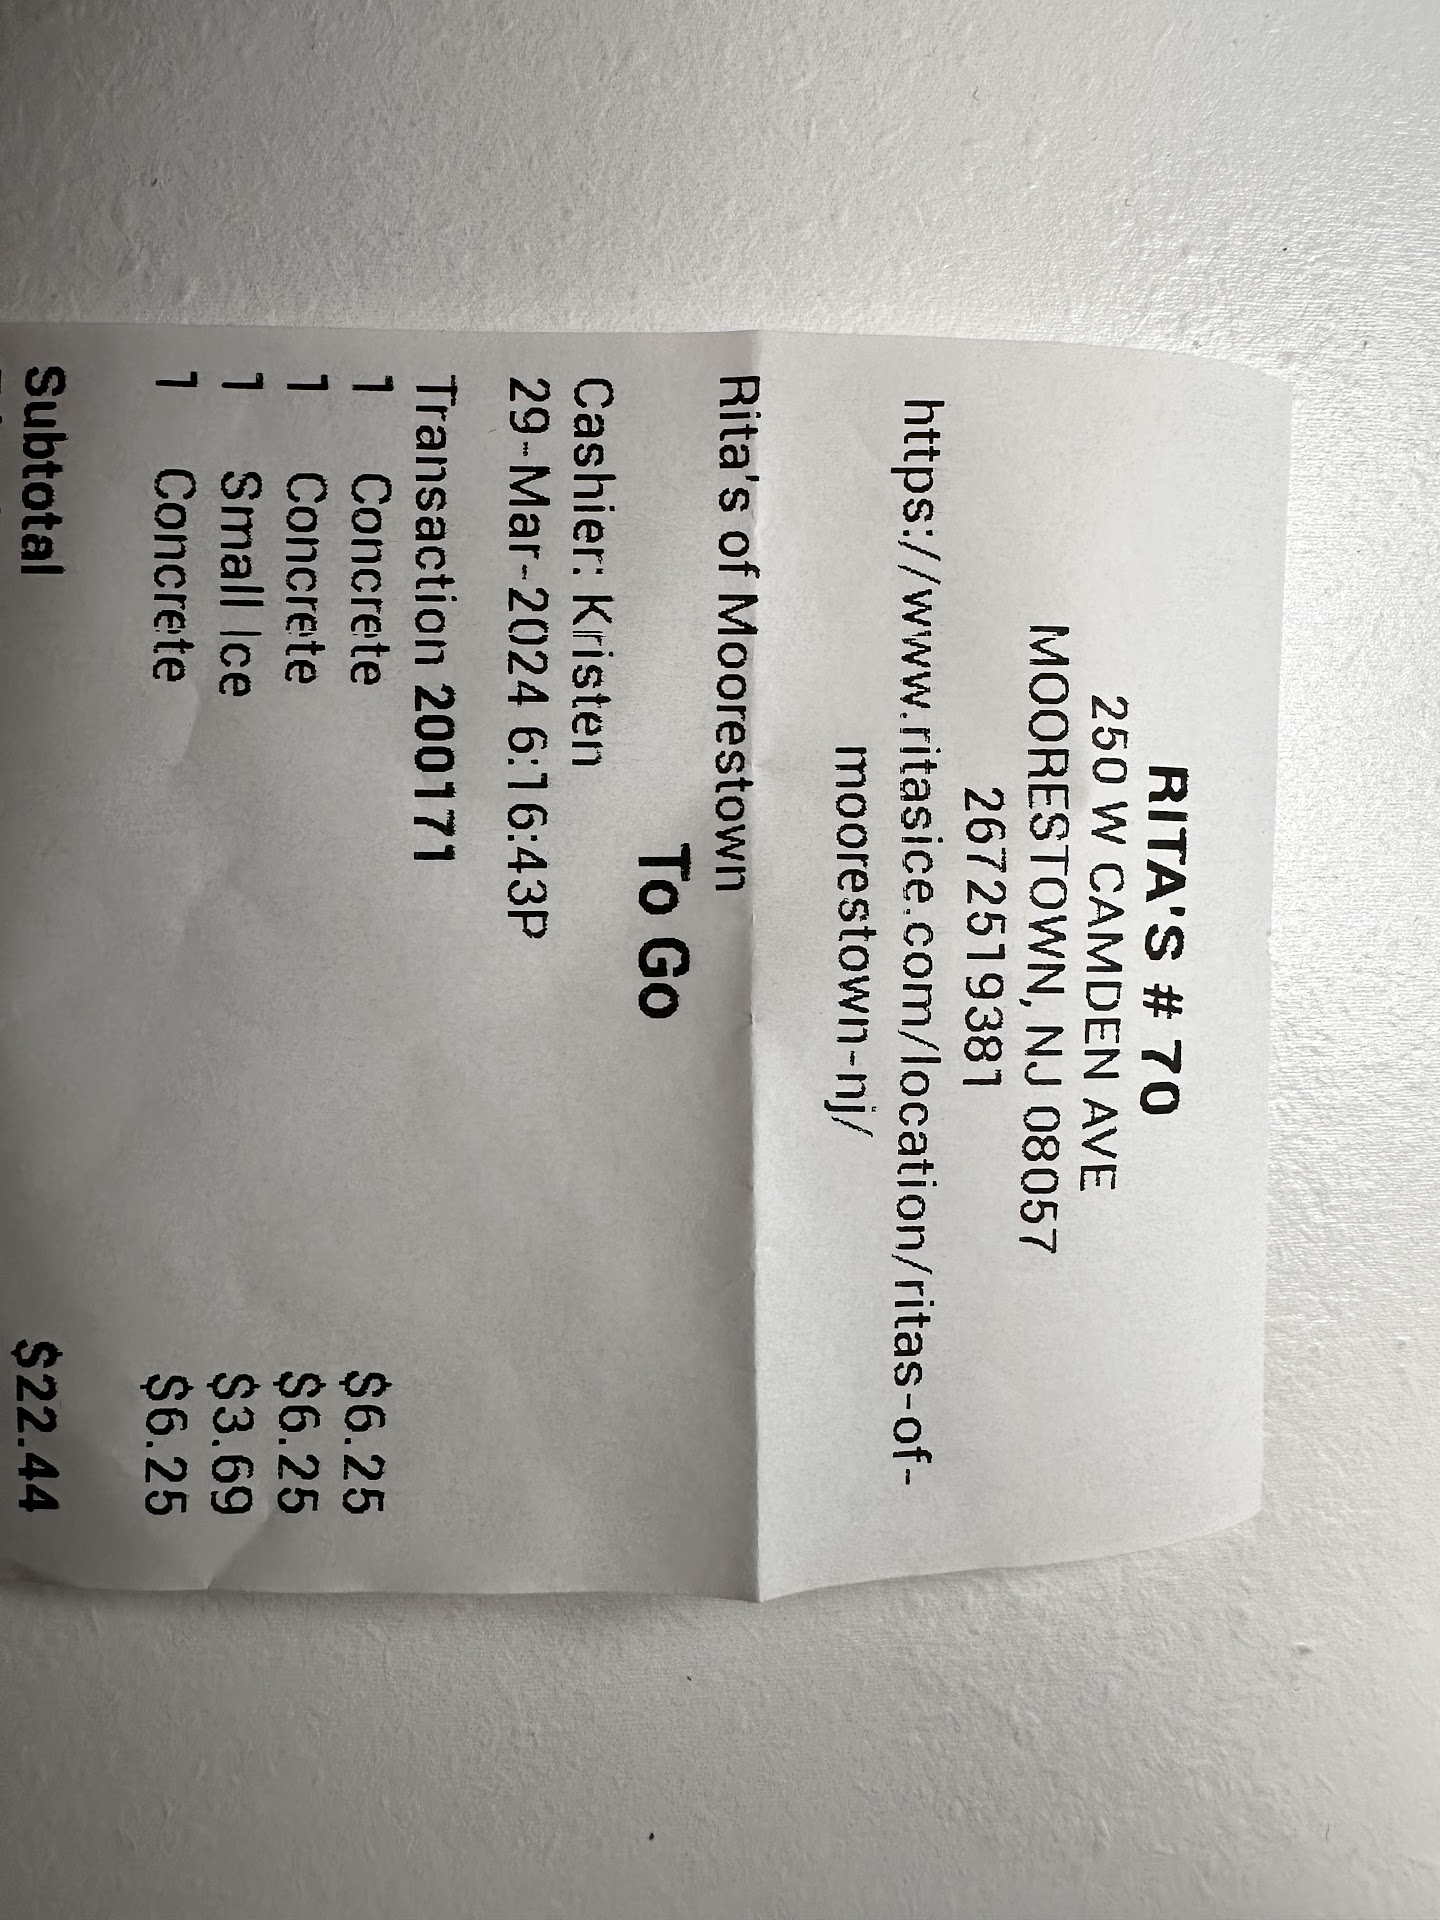 RITA'S # 70
250 W CAMDEN AVE
MOORESTOWN, NJ 08057
2672519381
https://www.ritasice.com/location/ritas-of-
moorestown-nj/
Rita's of Moorestown
To Go
Cashier: Kristen
29-Mar-2024 6:16:43P
Transaction 200171
1 Concrete $6.25
1 Concrete $6.25
1 Small Ice $3.69
1 Concrete $6.25
Subtotal $22.44